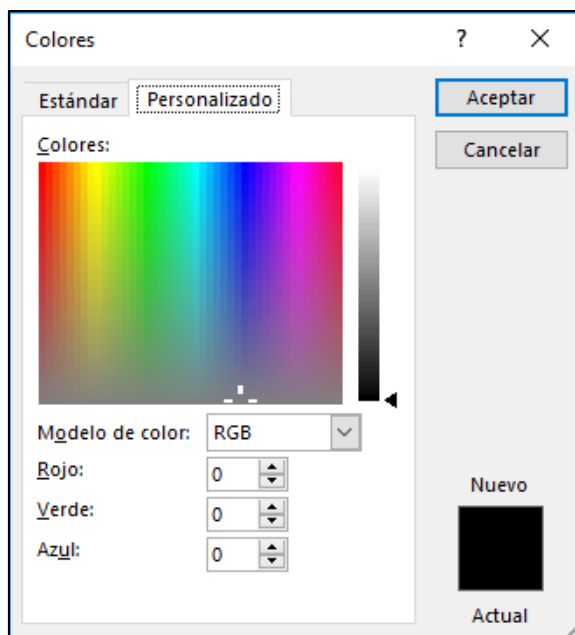 Colores ?
Estándar Personalizado
Aceptar
Cancelar
Colores:
Modelo de color: RGB
Rojo: 0
Verde: 0
Azul: 0
Nuevo
Actual